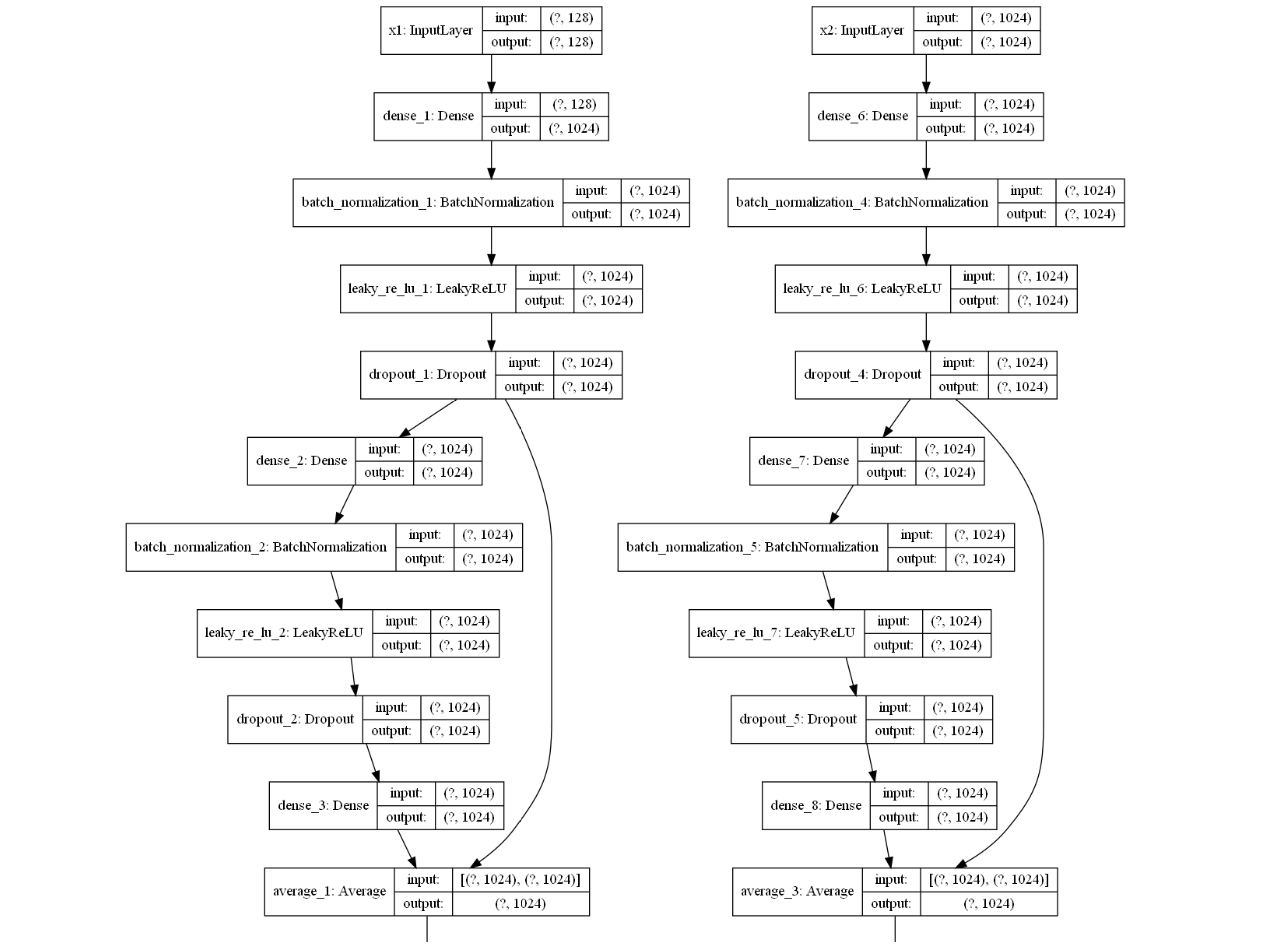 x1: InputLayer
input: (?, 128)
output: (?, 128)
dense_1: Dense
input: (?, 128)
output: (?, 1024)
batch_normalization_1: BatchNormalization
input: (?, 1024)
output: (?, 1024)
leaky_re_lu_1: LeakyReLU
input: (?, 1024)
output: (?, 1024)
dropout_1: Dropout
input: (?, 1024)
output: (?, 1024)
dense_2: Dense
input: (?, 1024)
output: (?, 1024)
batch_normalization_2: BatchNormalization
input: (?, 1024)
output: (?, 1024)
leaky_re_lu_2: LeakyReLU
input: (?, 1024)
output: (?, 1024)
dropout_2: Dropout
input: (?, 1024)
output: (?, 1024)
dense_3: Dense
input: (?, 1024)
output: (?, 1024)
average_1: Average
input: [(?, 1024), (?, 1024)]
output: (?, 1024)
x2: InputLayer
input: (?, 1024)
output: (?, 1024)
dense_6: Dense
input: (?, 1024)
output: (?, 1024)
batch_normalization_4: BatchNormalization
input: (?, 1024)
output: (?, 1024)
leaky_re_lu_6: LeakyReLU
input: (?, 1024)
output: (?, 1024)
dropout_4: Dropout
input: (?, 1024)
output: (?, 1024)
dense_7: Dense
input: (?, 1024)
output: (?, 1024)
batch_normalization_5: BatchNormalization
input: (?, 1024)
output: (?, 1024)
leaky_re_lu_7: LeakyReLU
input: (?, 1024)
output: (?, 1024)
dropout_5: Dropout
input: (?, 1024)
output: (?, 1024)
dense_8: Dense
input: (?, 1024)
output: (?, 1024)
average_3: Average
input: [(?, 1024), (?, 1024)]
output: (?, 1024)